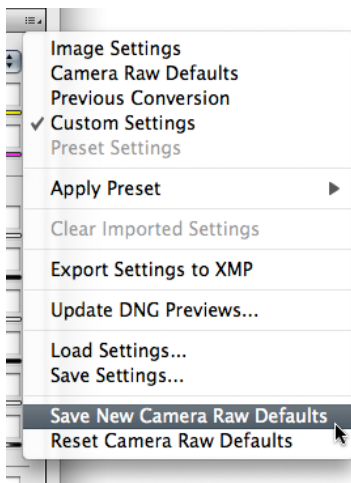 Image Settings
Camera Raw Defaults
Previous Conversion
Custom Settings
Preset Settings
Apply Preset
Clear Imported Settings
Export Settings to XMP
Update DNG Previews...
Load Settings...
Save Settings...
Save New Camera Raw Defaults
Reset Camera Raw Defaults